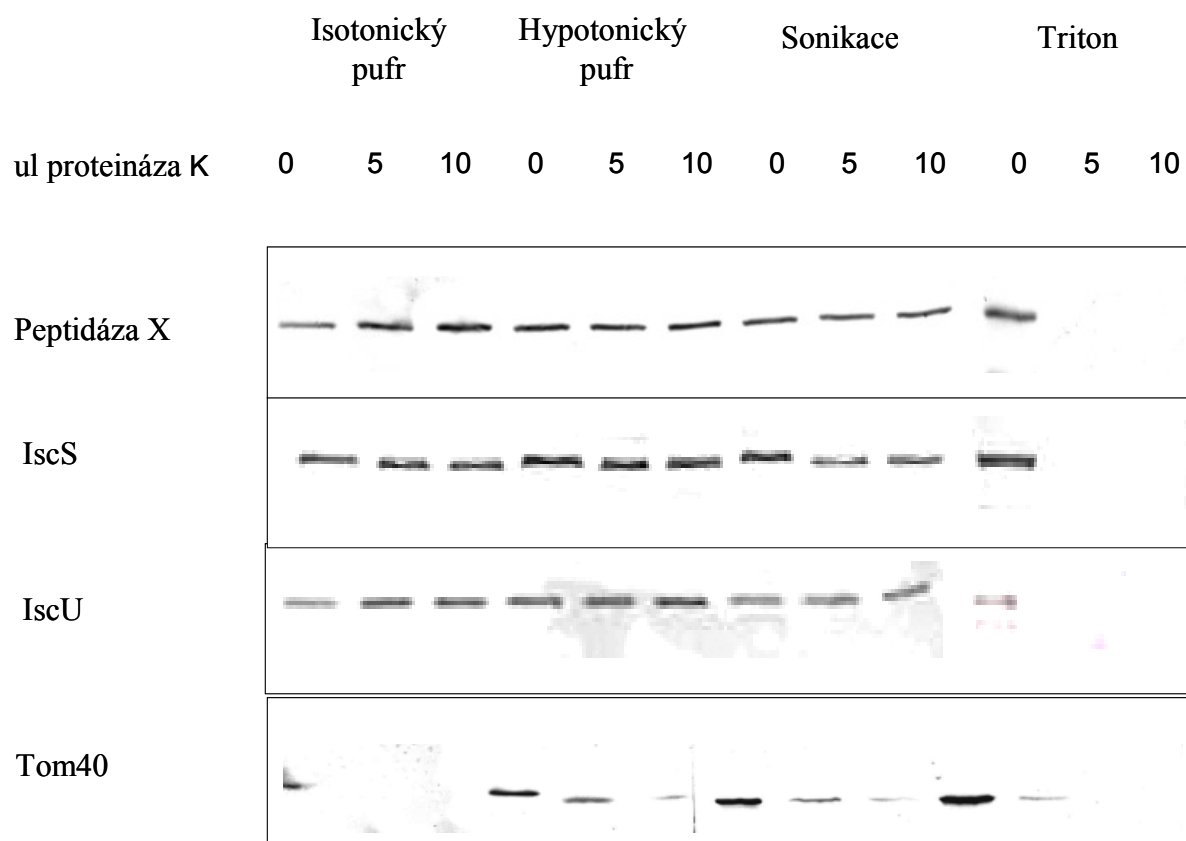 Isotonický pufr
Hypotonický pufr
Sonikace
Triton
ul proteináza K 0 5 10 0 5 10 0 5 10 0 5 10
Peptidáza X
IscS
IscU
Tom40